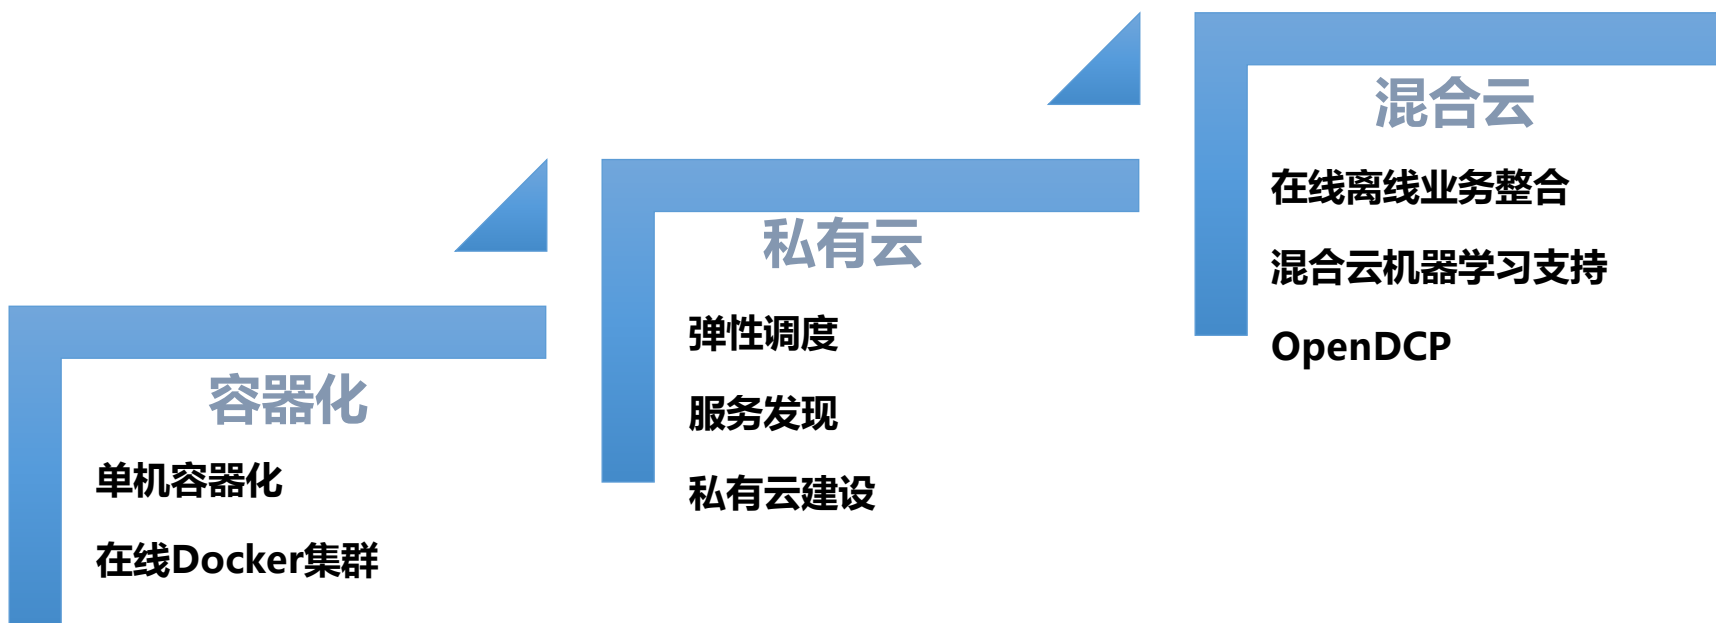 容器化
单机容器化
在线Docker集群
私有云
弹性调度
服务发现
私有云建设
混合云
在线离线业务整合
混合云机器学习支持
OpenDCP